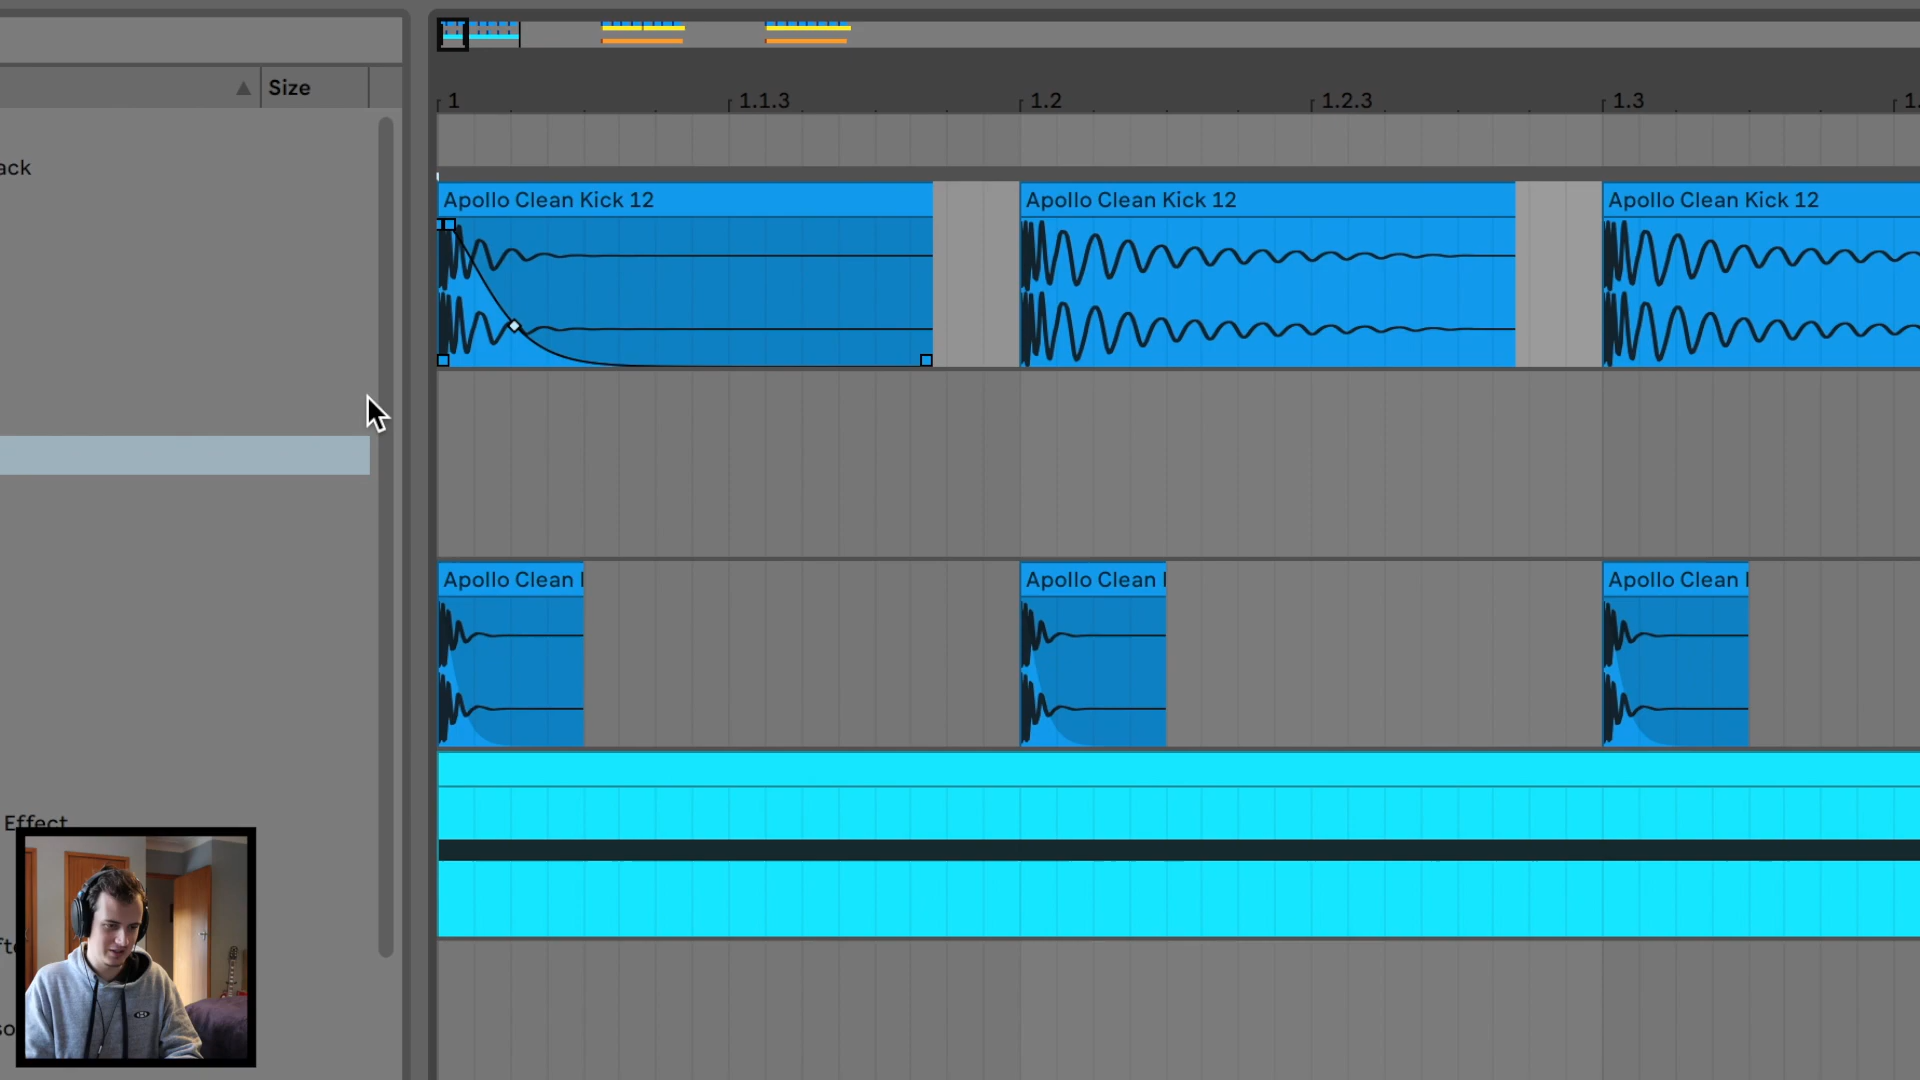 Size
1
1.1.3
1.2
1.2.3
1.3
1.
ack
Apollo Clean Kick 12
Apollo Clean Kick 12
Apollo Clean Kick 12
Apollo Clean
Apollo Clean
Apollo Clean
Effect